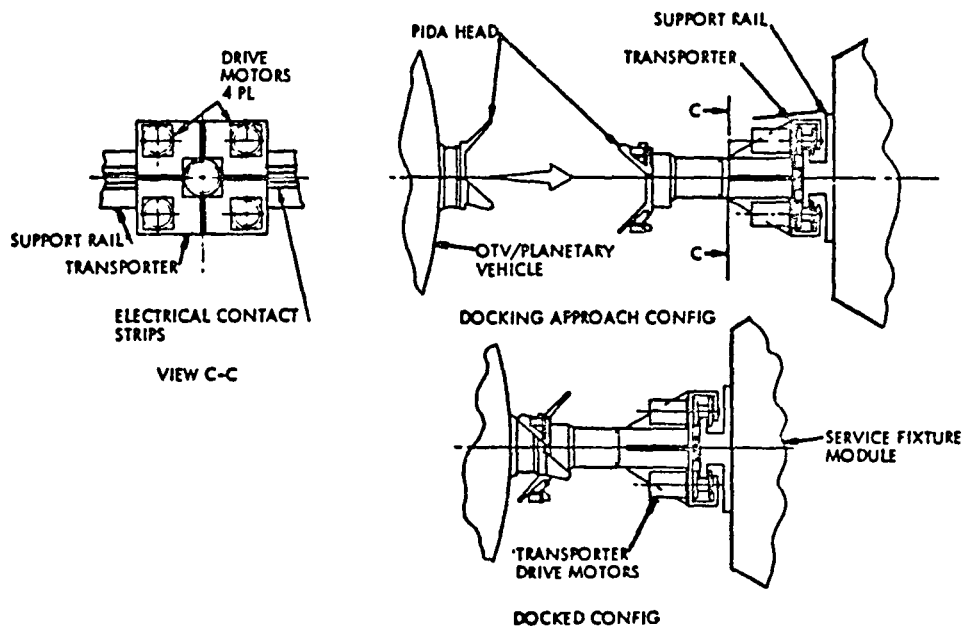 DRIVE
MOTORS
4 PL
SUPPORT RAIL
TRANSPORTER
ELECTRICAL CONTACT
STRIPS
VIEW C-C
PIDA HEAD
SUPPORT RAIL
TRANSPORTER
C
C
OTV/PLANETARY
VEHICLE
DOCKING APPROACH CONFIG
SERVICE FIXTURE
MODULE
TRANSPORTER
DRIVE MOTORS
DOCKED CONFIG